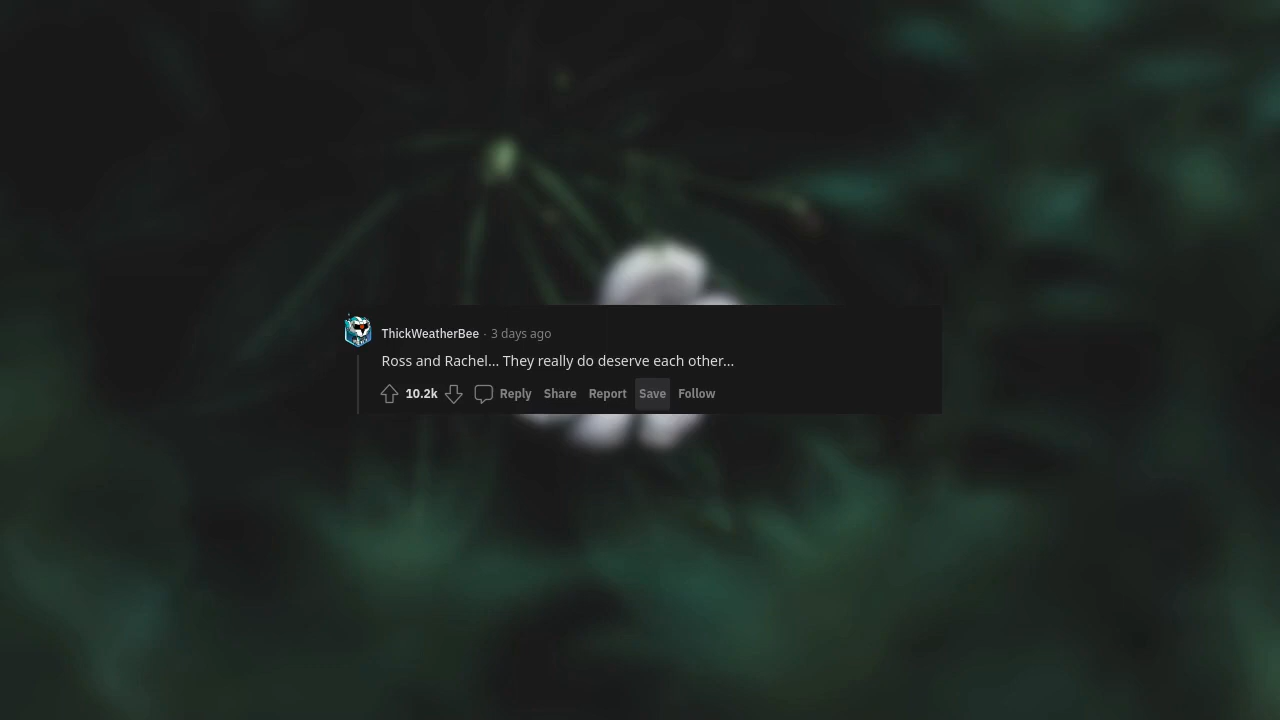 ThickWeatherBee · 3 days ago
Ross and Rachel... They really do deserve each other...
10.2k Reply Share Report Save Follow